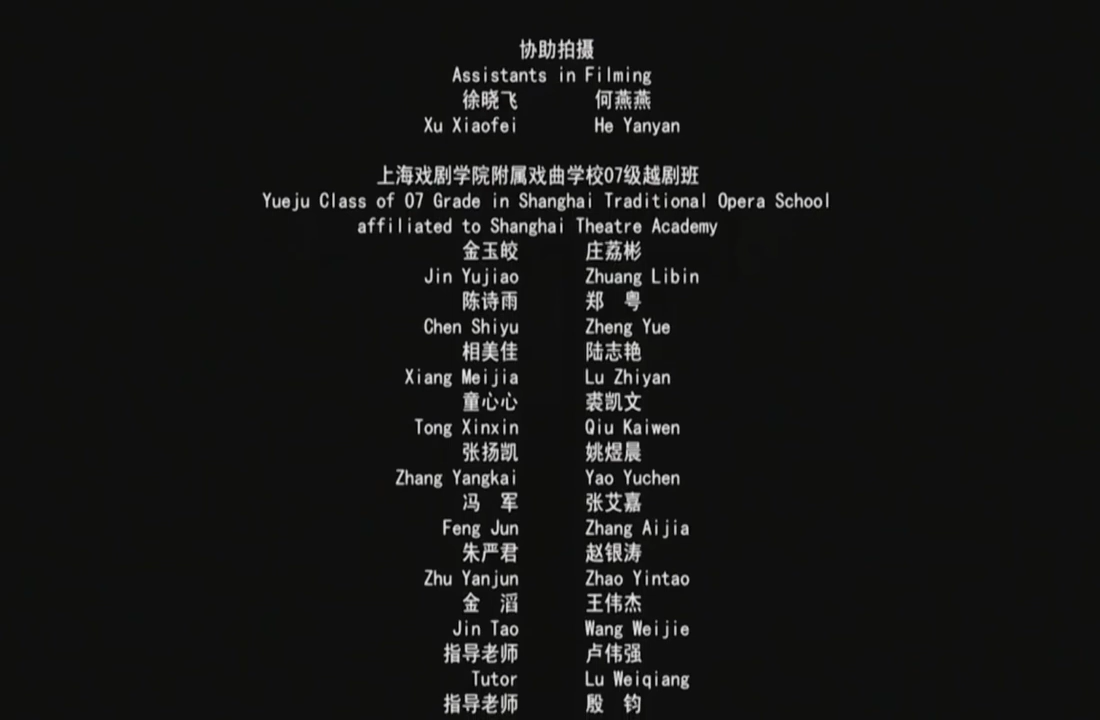 协助拍摄
Assistants in Filming
徐晓飞 何燕燕
Xu Xiaofei He Yanyan
上海戏剧学院附属戏曲学校07级越剧班
Yueju Class of 07 Grade in Shanghai Traditional Opera School
affiliated to Shanghai Theatre Academy
金玉皎 庄荔彬
Jin Yujiao Zhuang Libin
陈诗雨 郑 粤
Chen Shiyu Zheng Yue
相美佳 陆志艳
Xiang Meijia Lu Zhiyan
童心心 裘凯文
Tong Xinxin Qiu Kaiwen
张扬凯 姚煜晨
Zhang Yangkai Yao Yuchen
冯 军 张艾嘉
Feng Jun Zhang Aijia
朱严君 赵银涛
Zhu Yanjun Zhao Yintao
金 滔 王伟杰
Jin Tao Wang Weijie
指导老师 卢伟强
Tutor Lu Weiqiang
指导老师 殷 钧